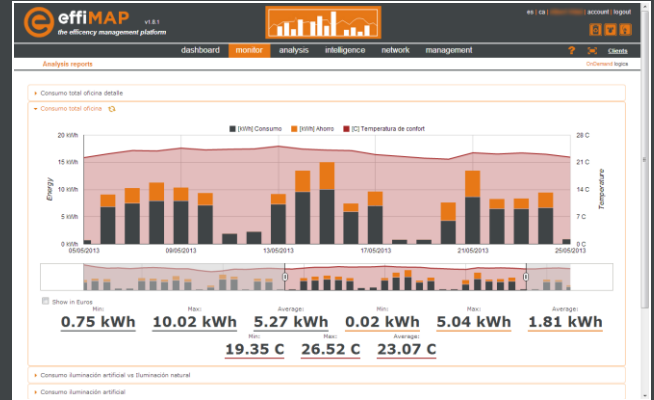 effiMAP v1.8.1
the efficency management platform
es | ca | account | logout
dashboard monitor analysis intelligence network management
? Clients
Analysis reports
OnDemand logics
Consumo total oficina detalle
Consumo total oficina
[kWh] Consumo [kWh] Ahorro [C] Temperatura de confort
20 kWh 28 C
15 kWh 21 C
10 kWh 14 C
5 kWh 7 C
0 kWh 0 C
Energy
Temperature
05/05/2013 09/05/2013 13/05/2013 17/05/2013 21/05/2013 25/05/2013
Show in Euros
Min: Max: Average: Min: Max: Average:
0.75 kWh 10.02 kWh 5.27 kWh 0.02 kWh 5.04 kWh 1.81 kWh
Min: Max: Average:
19.35 C 26.52 C 23.07 C
Consumo iluminación artificial vs Iluminación natural
Consumo iluminación artificial